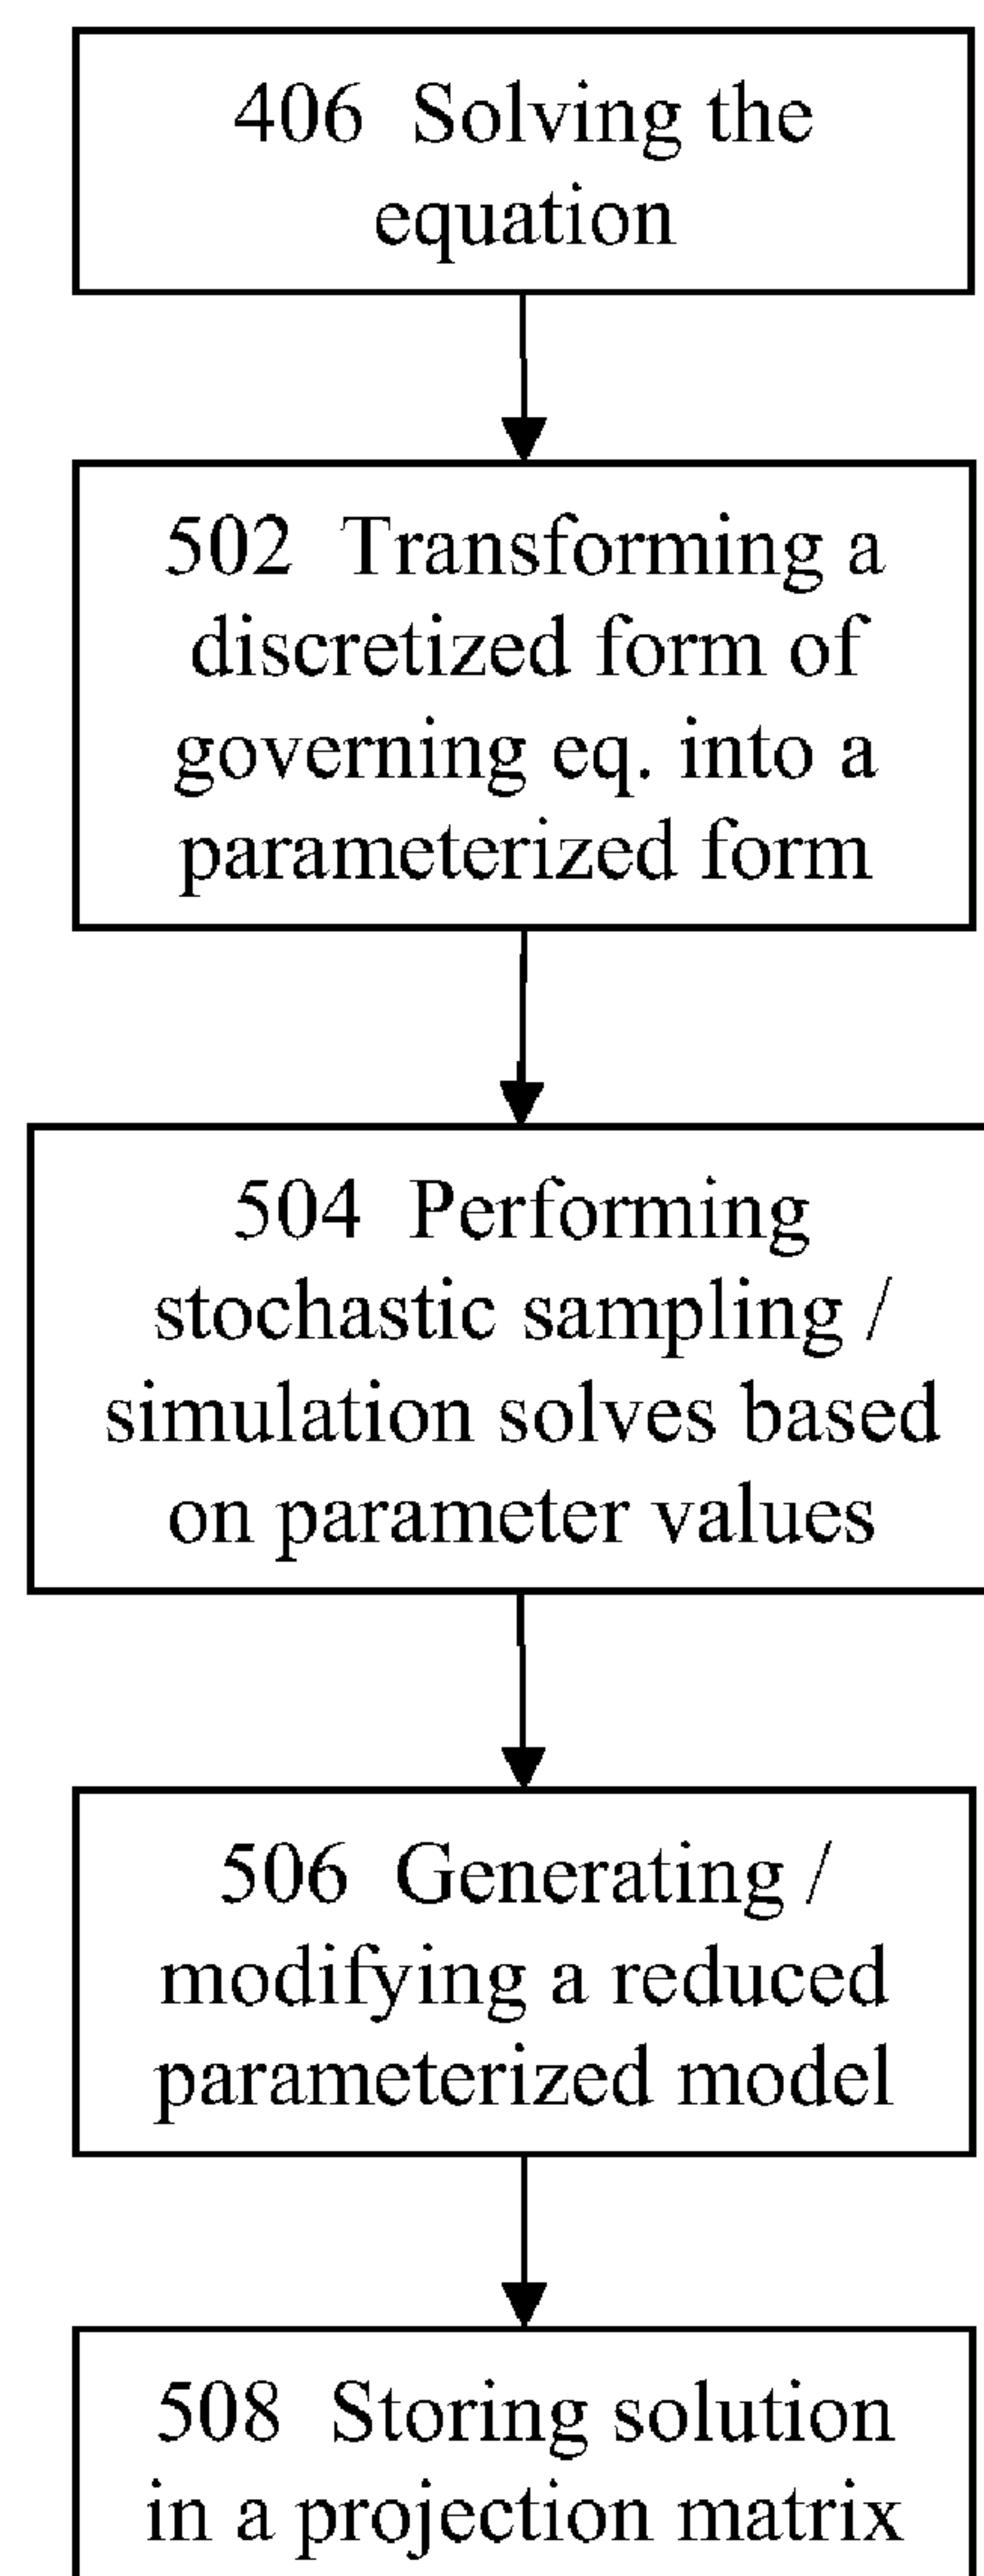 406 Solving the
equation
502 Transforming a
discretized form of
governing eq. into a
parameterized form
504 Performing
stochastic sampling /
simulation solves based
on parameter values
506 Generating /
modifying a reduced
parameterized model
508 Storing solution
in a projection matrix